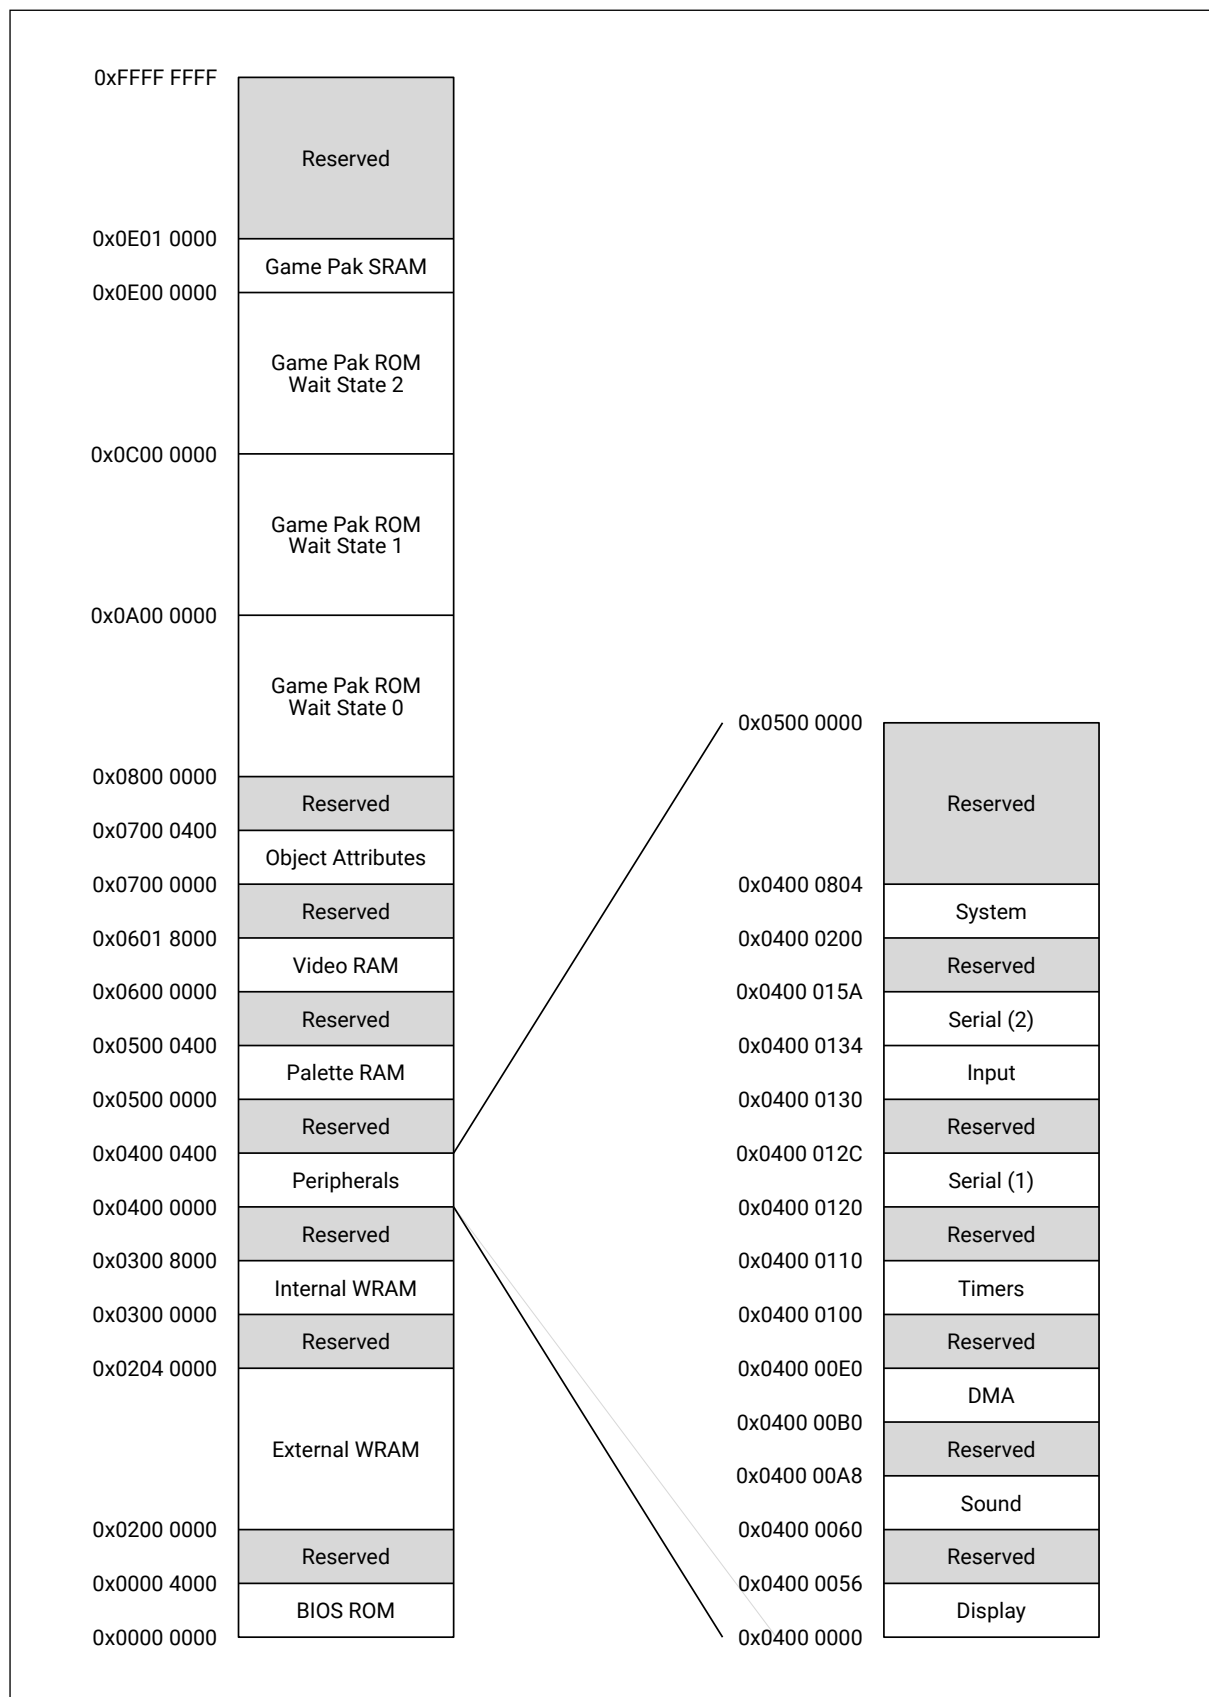 0xFFFF FFFF
Reserved
0x0E01 0000
Game Pak SRAM
0x0E00 0000
Game Pak ROM
Wait State 2
0x0C00 0000
Game Pak ROM
Wait State 1
0x0A00 0000
Game Pak ROM
Wait State 0
0x0800 0000
Reserved
0x0700 0400
Object Attributes
0x0700 0000
Reserved
0x0601 8000
Video RAM
0x0600 0000
Reserved
0x0500 0400
Palette RAM
0x0500 0000
Reserved
0x0400 0400
Peripherals
0x0400 0000
Reserved
0x0300 8000
Internal WRAM
0x0300 0000
Reserved
0x0204 0000
External WRAM
0x0200 0000
Reserved
0x0000 4000
BIOS ROM
0x0000 0000
0x0500 0000
Reserved
0x0400 0804
System
0x0400 0200
Reserved
0x0400 015A
Serial (2)
0x0400 0134
Input
0x0400 0130
Reserved
0x0400 012C
Serial (1)
0x0400 0120
Reserved
0x0400 0110
Timers
0x0400 0100
Reserved
0x0400 00E0
DMA
0x0400 00B0
Reserved
0x0400 00A8
Sound
0x0400 0060
Reserved
0x0400 0056
Display
0x0400 0000